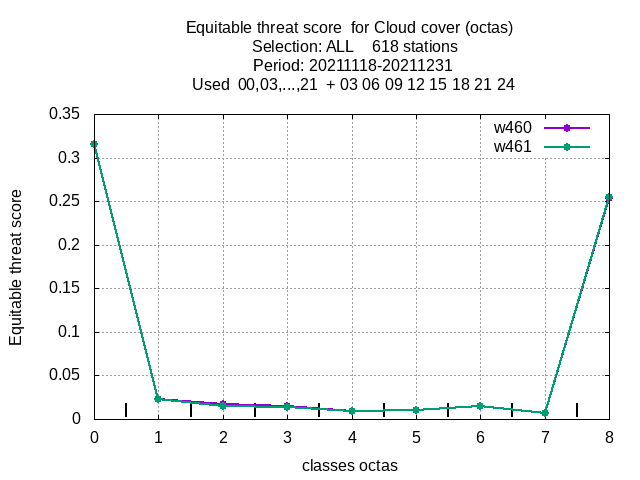 Equitable threat score  for Cloud cover (octas)
Selection: ALL    618 stations
Period: 20211118-20211231
Used  00,03,...,21  + 03 06 09 12 15 18 21 24
w460
w461
0.35
0.3
0.25
0.2
0.15
0.1
0.05
0
Equitable threat score
0 1 2 3 4 5 6 7 8
classes octas